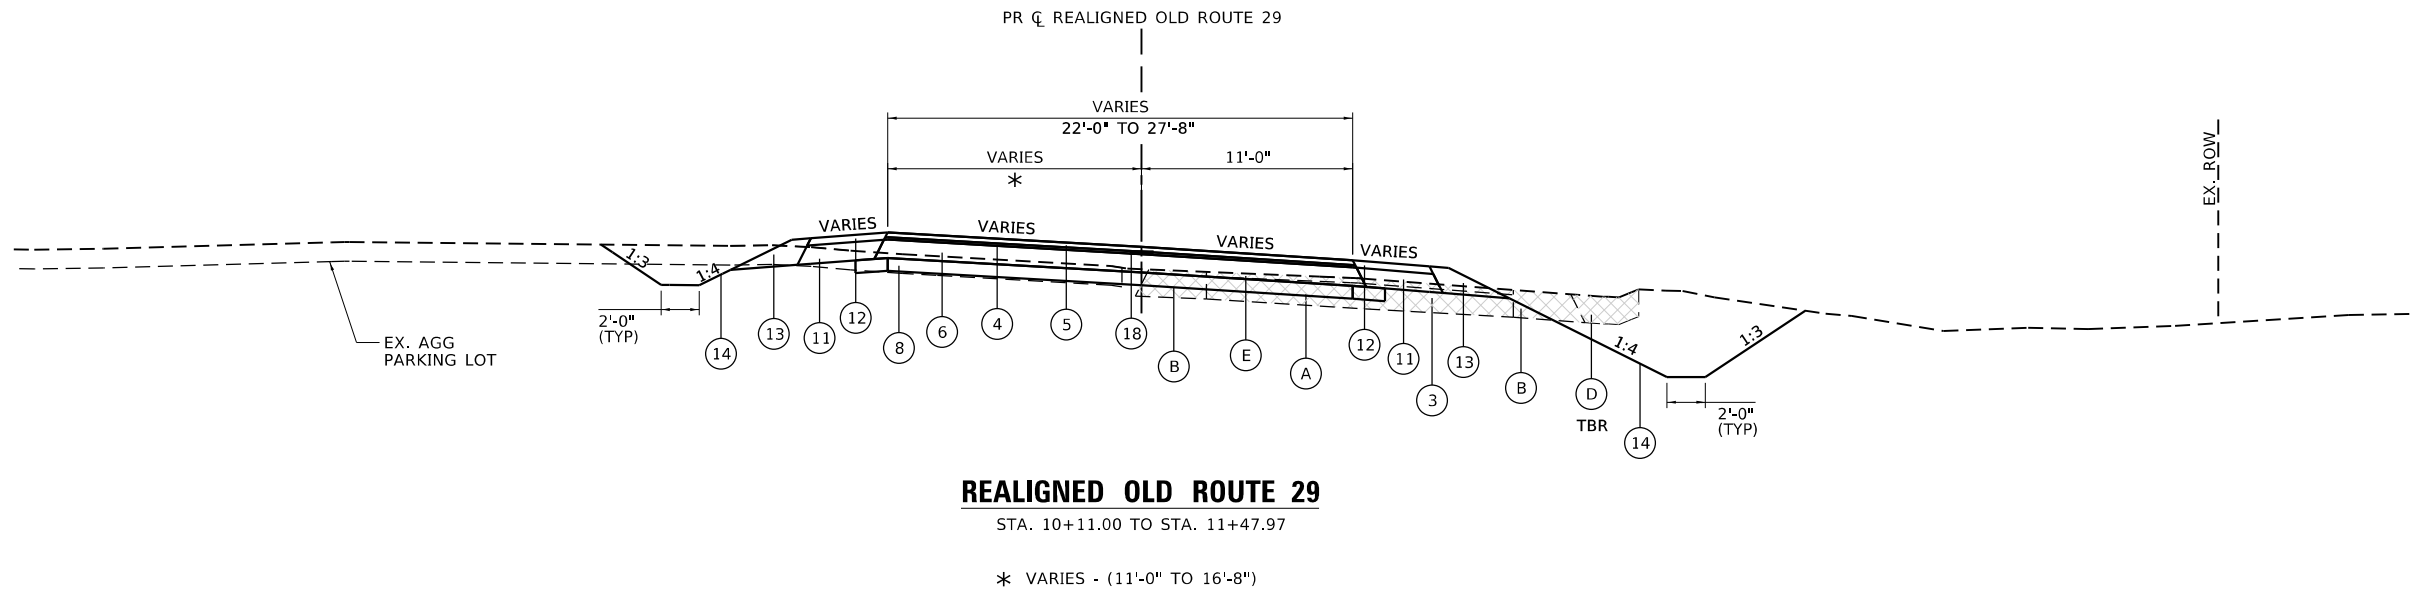 PR ℄ REALIGNED OLD ROUTE 29
VARIES
22'-0" TO 27'-8"
VARIES
11'-0"
*
EX. ROW
VARIES
VARIES
VARIES
VARIES
1:3
1:4
1:4
1:3
2'-0"
(TYP)
EX. AGG
PARKING LOT
14
13
11
12
8
6
4
5
18
B
E
A
12
11
3
13
B
D
TBR
14
2'-0"
(TYP)
REALIGNED OLD ROUTE 29
STA. 10+11.00 TO STA. 11+47.97
* VARIES - (11'-0" TO 16'-8")